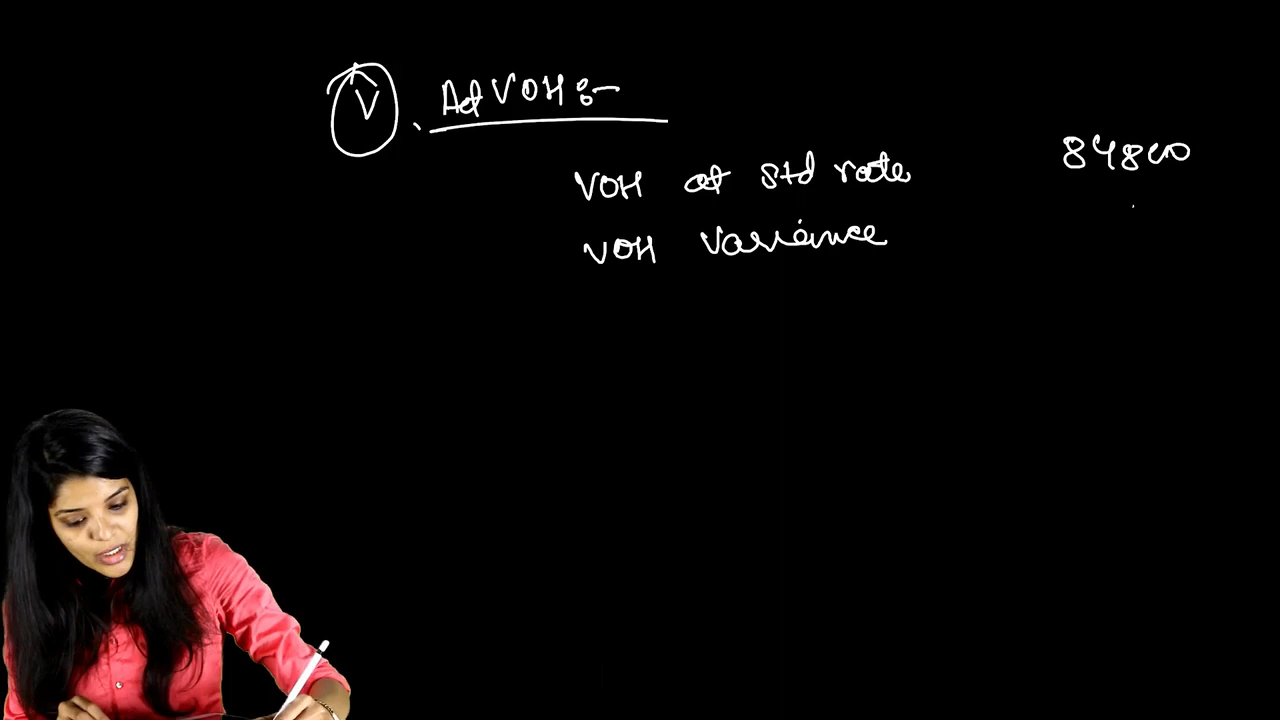 V. Act VOH :-
VOH at std rate 84800
VOH Variance